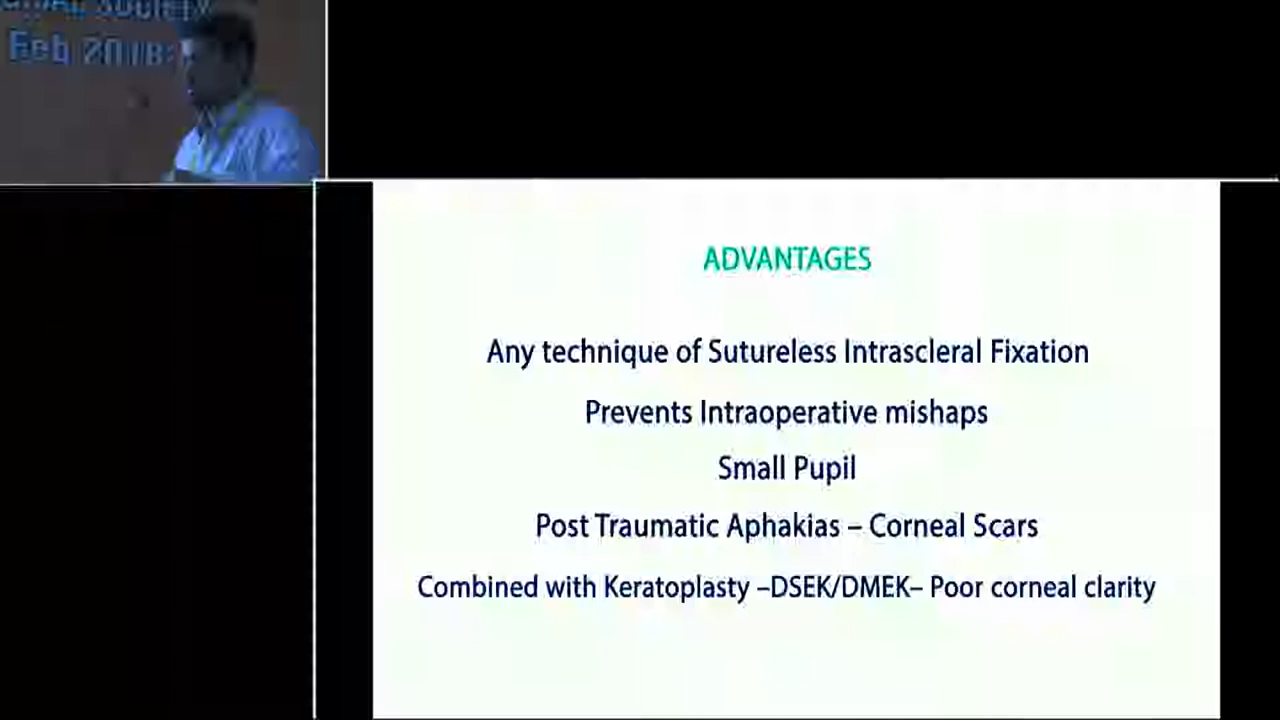 SOCIETY
Feb 2018
ADVANTAGES
Any technique of Sutureless Intrascleral Fixation
Prevents Intraoperative mishaps
Small Pupil
Post Traumatic Aphakias – Corneal Scars
Combined with Keratoplasty –DSEK/DMEK– Poor corneal clarity